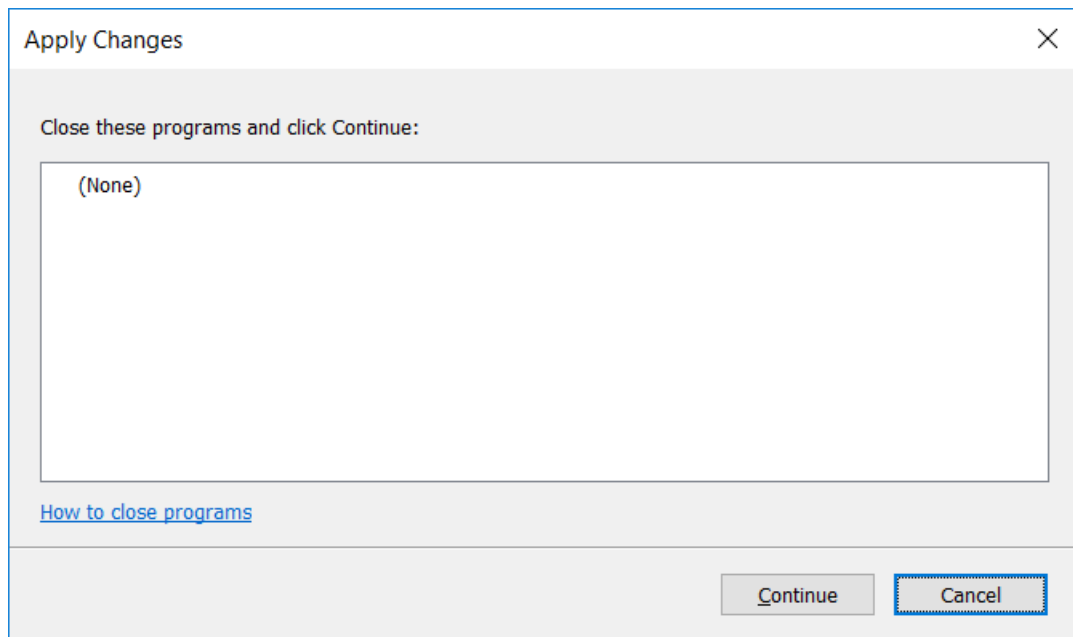 Apply Changes
Close these programs and click Continue:
(None)
How to close programs
Continue Cancel